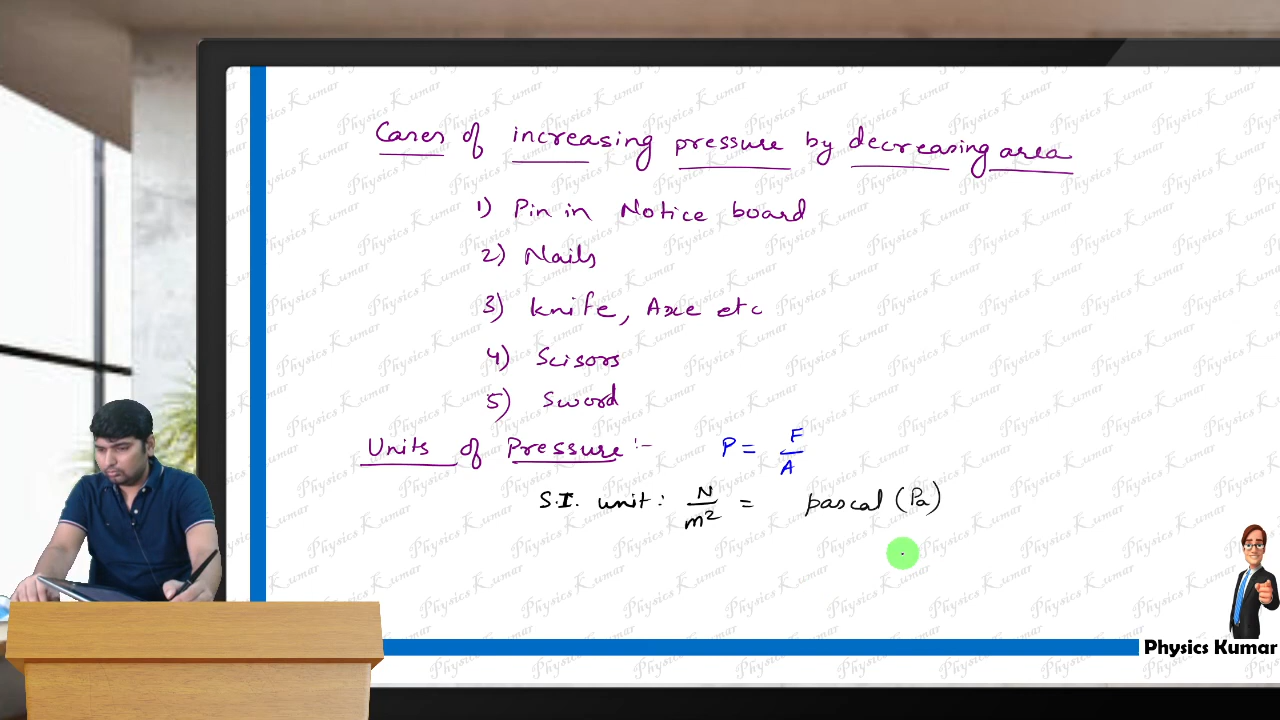 Cases of increasing pressure by decreasing area
1) Pin in Notice board
2) Nails
3) knife, Axe etc
4) Scisors
5) Sword
Units of Pressure :- P = F/A
S.I. unit: N/m² = pascal (Pa)
Physics Kumar